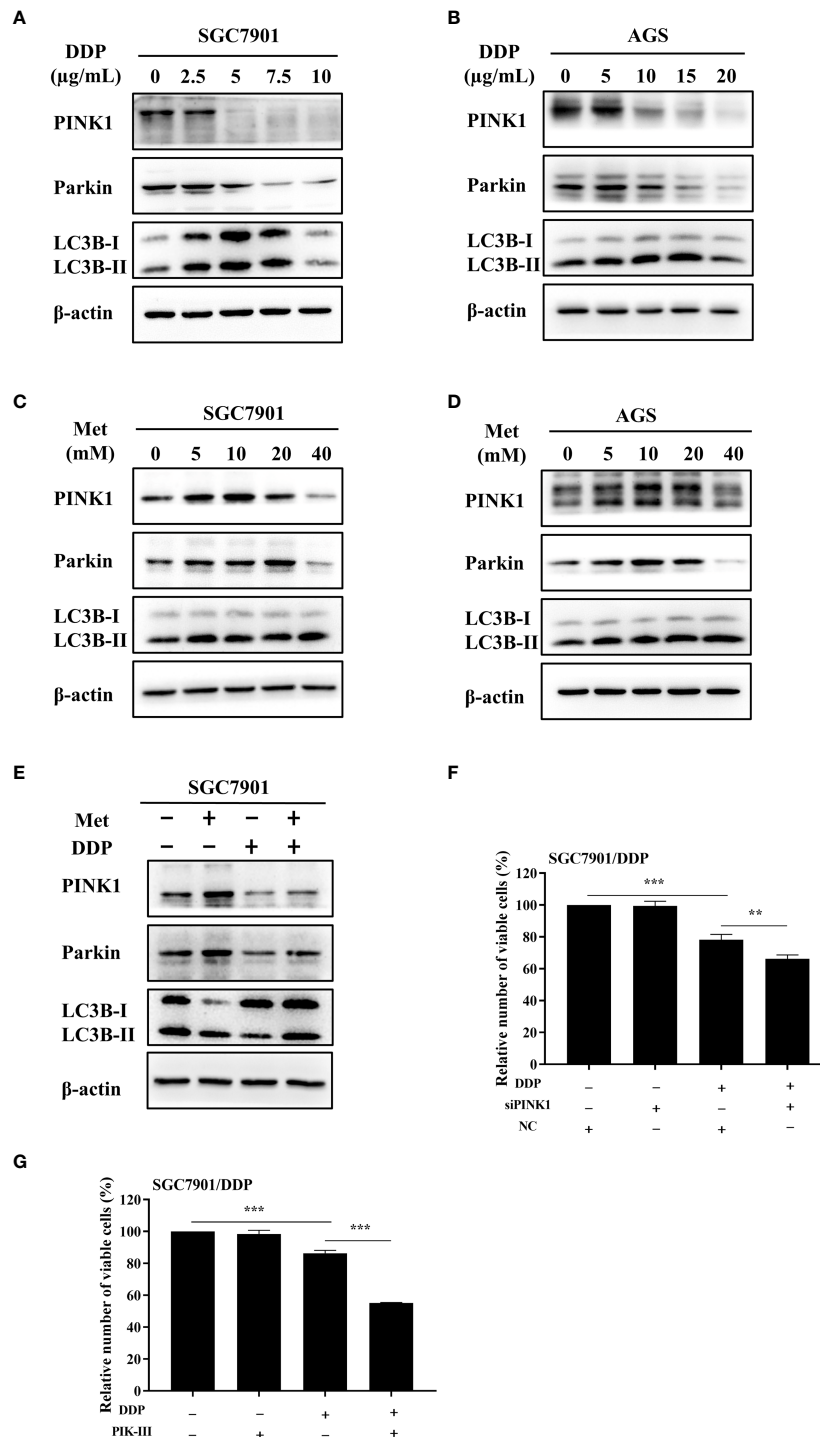 A
SGC7901
DDP
(μg/mL)
0 2.5 5 7.5 10
PINK1
Parkin
LC3B-I
LC3B-II
β-actin
B
AGS
DDP
(μg/mL)
0 5 10 15 20
PINK1
Parkin
LC3B-I
LC3B-II
β-actin
C
SGC7901
Met
(mM)
0 5 10 20 40
PINK1
Parkin
LC3B-I
LC3B-II
β-actin
D
AGS
Met
(mM)
0 5 10 20 40
PINK1
Parkin
LC3B-I
LC3B-II
β-actin
E
SGC7901
Met − + − +
DDP − − + +
PINK1
Parkin
LC3B-I
LC3B-II
β-actin
F
SGC7901/DDP
Relative number of viable cells (%)
120
100
80
60
40
20
0
***
**
DDP − − + +
siPINK1 − + − +
NC + − + −
G
SGC7901/DDP
Relative number of viable cells (%)
120
100
80
60
40
20
0
***
***
DDP − − + +
PIK-III − + − +